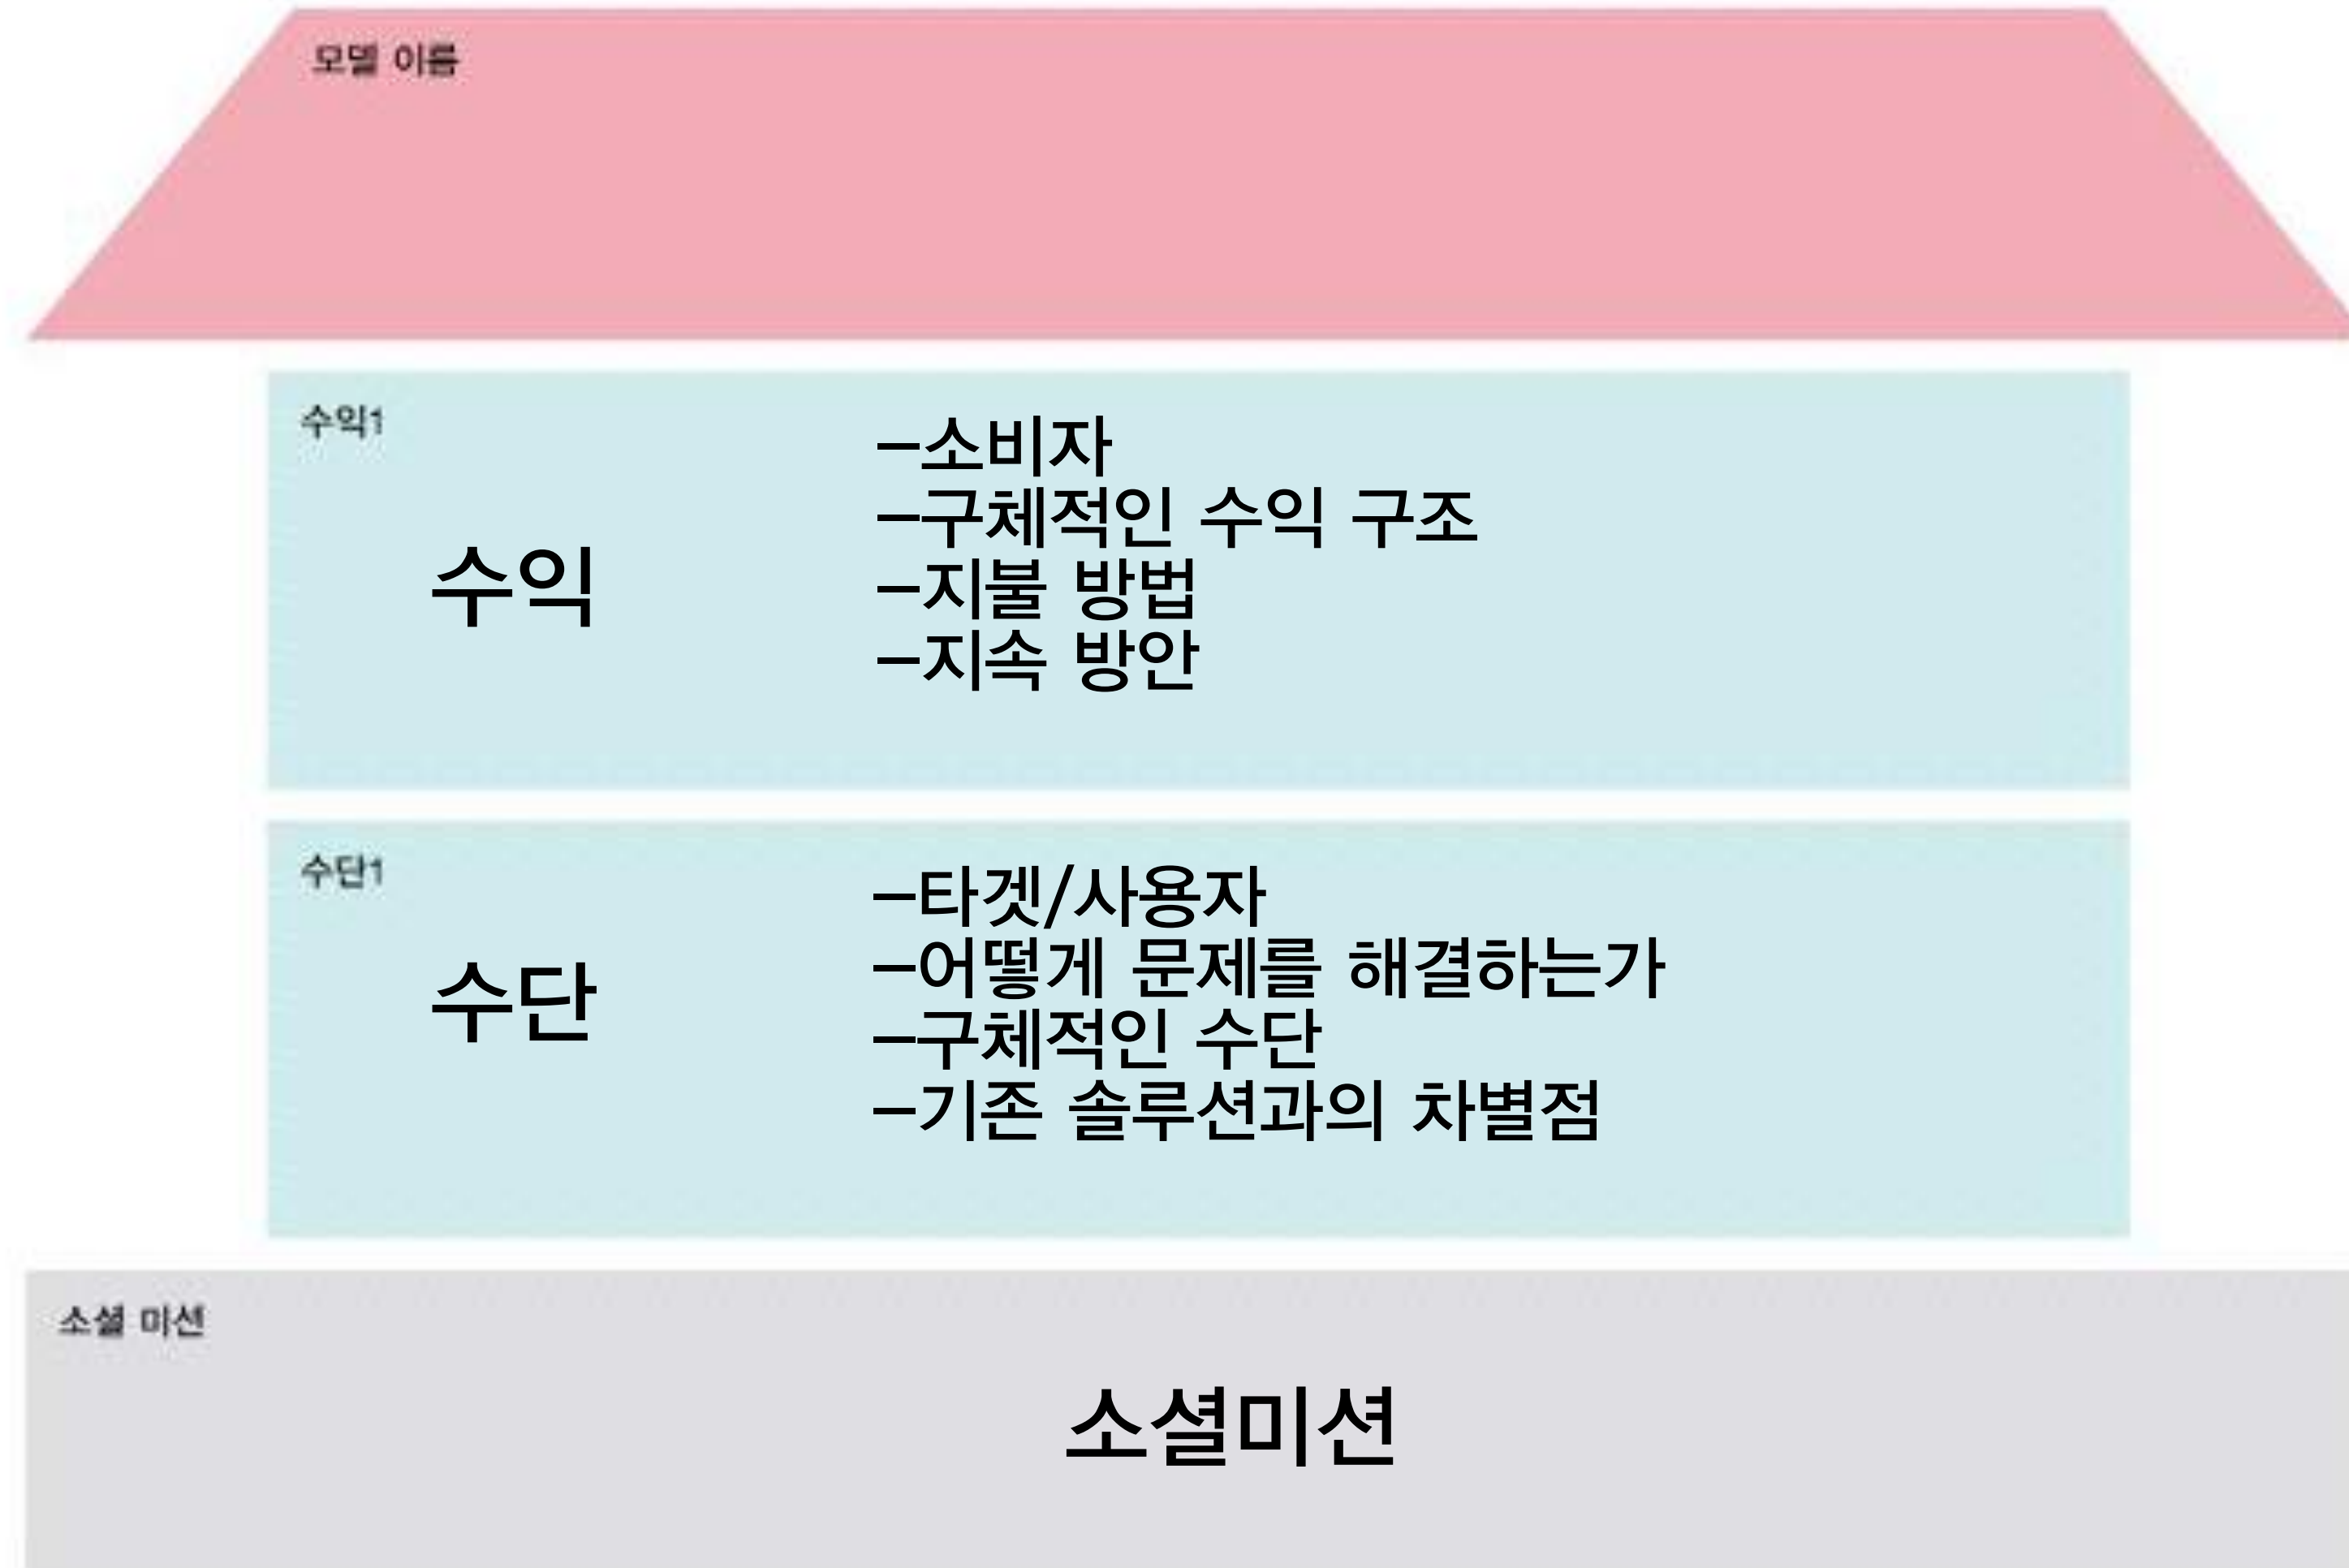 모델 이름
수익1
수익
–소비자
–구체적인 수익 구조
–지불 방법
–지속 방안
수단1
수단
–타겟/사용자
–어떻게 문제를 해결하는가
–구체적인 수단
–기존 솔루션과의 차별점
소셜 미션
소셜미션